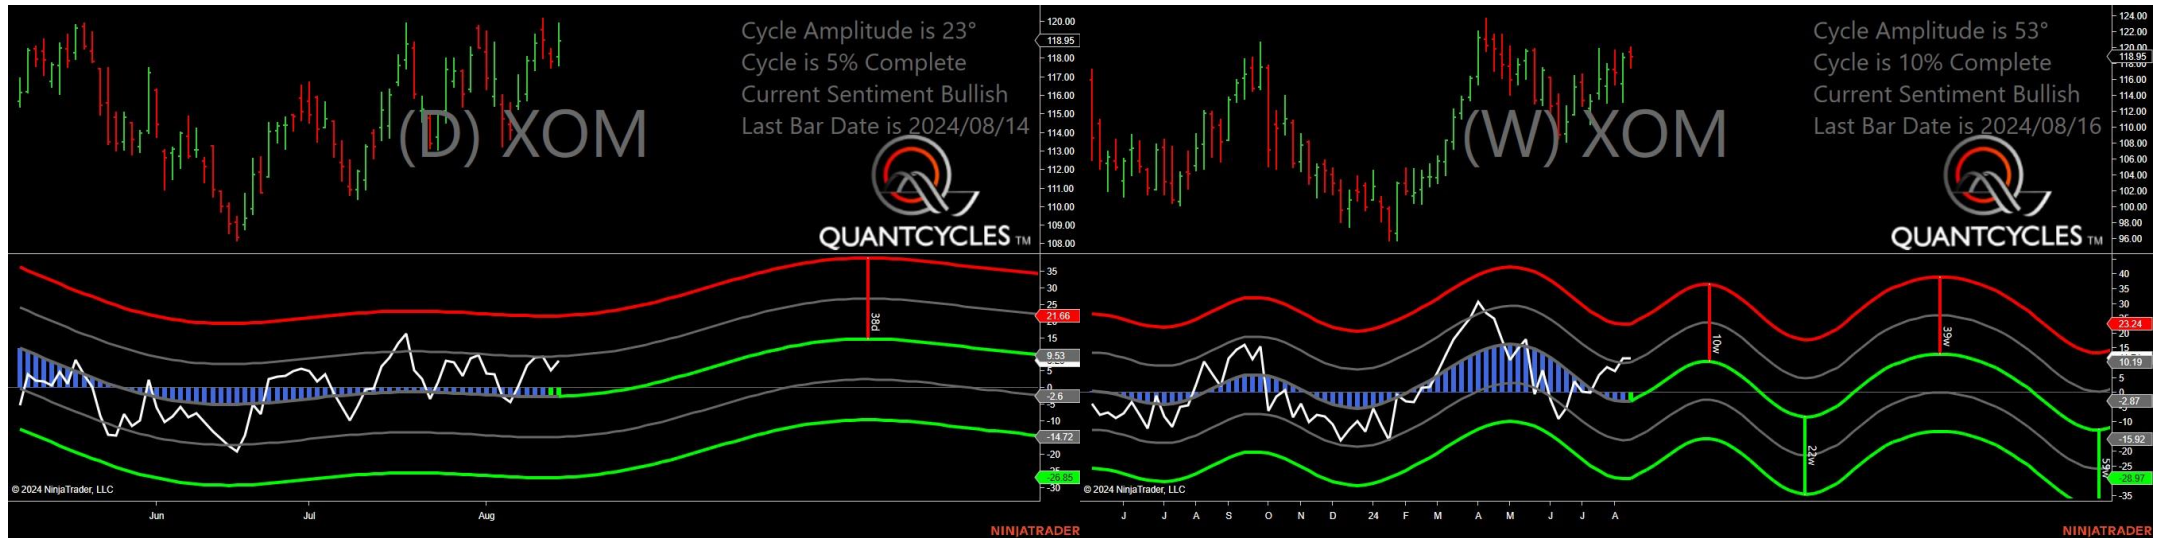 Cycle Amplitude is 23°
Cycle is 5% Complete
Current Sentiment Bullish
Last Bar Date is 2024/08/14
(D) XOM
QUANTCYCLES TM
120.00
118.95
118.00
117.00
116.00
115.00
114.00
113.00
112.00
111.00
110.00
109.00
108.00
38d
35
30
25
21.66
15
9.53
5
0
-2.6
-5
-10
-14.72
-20
-26.85
-30
© 2024 NinjaTrader, LLC
Jun
Jul
Aug
NINJATRADER
Cycle Amplitude is 53°
Cycle is 10% Complete
Current Sentiment Bullish
Last Bar Date is 2024/08/16
(W) XOM
QUANTCYCLES TM
124.00
122.00
120.00
118.95
118.00
116.00
114.00
112.00
110.00
108.00
106.00
104.00
102.00
100.00
98.00
96.00
10w
22w
39w
59w
40
35
30
23.24
20
15
10.19
5
0
-2.87
-10
-15.92
-20
-25
-28.97
-35
© 2024 NinjaTrader, LLC
J J A S O N D 24 F M A M J J A
NINJATRADER